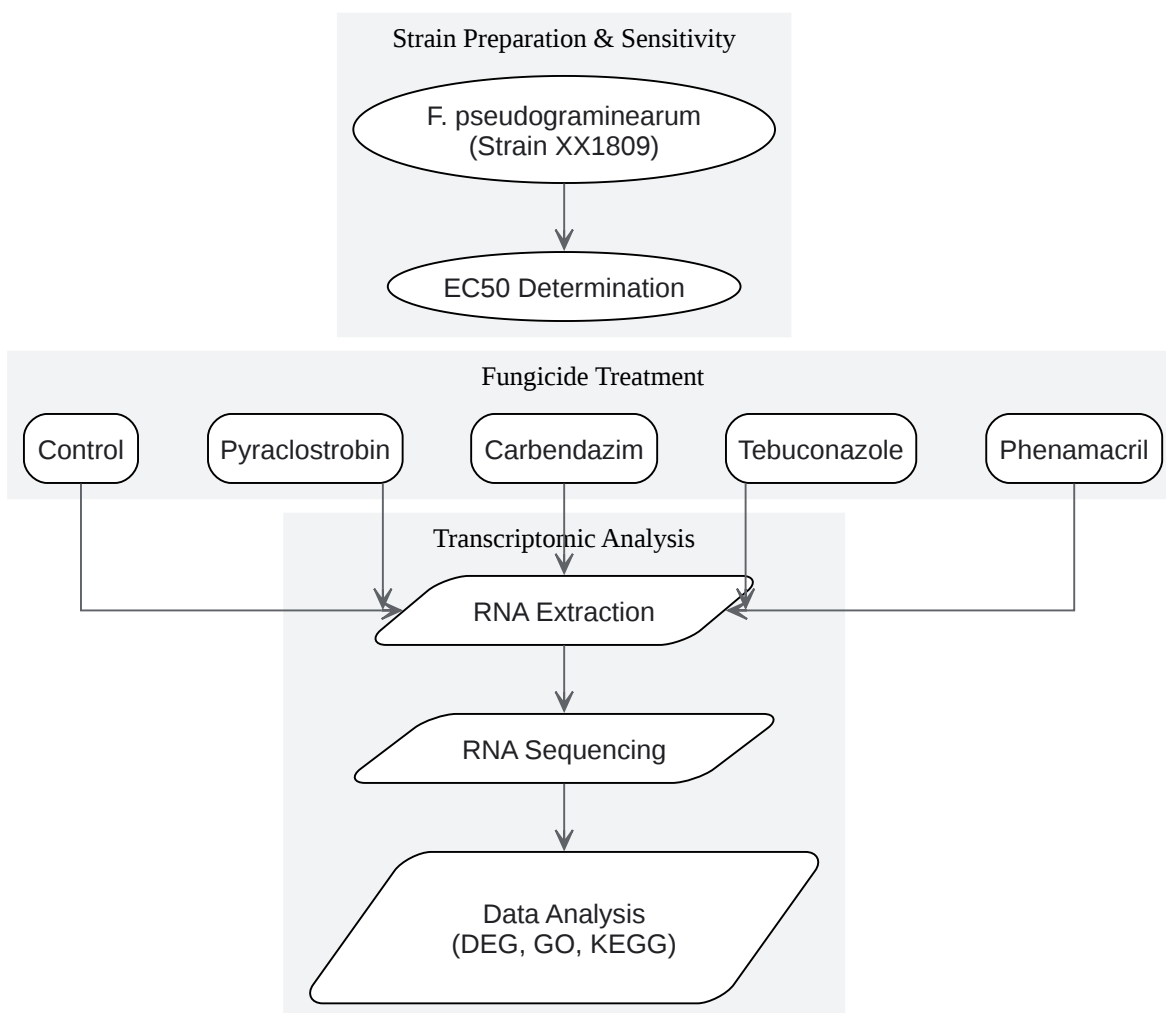 Strain Preparation & Sensitivity
F. pseudograminearum
(Strain XX1809)
EC50 Determination
Fungicide Treatment
Control
Pyraclostrobin
Carbendazim
Tebuconazole
Phenamacril
Transcriptomic Analysis
RNA Extraction
RNA Sequencing
Data Analysis
(DEG, GO, KEGG)